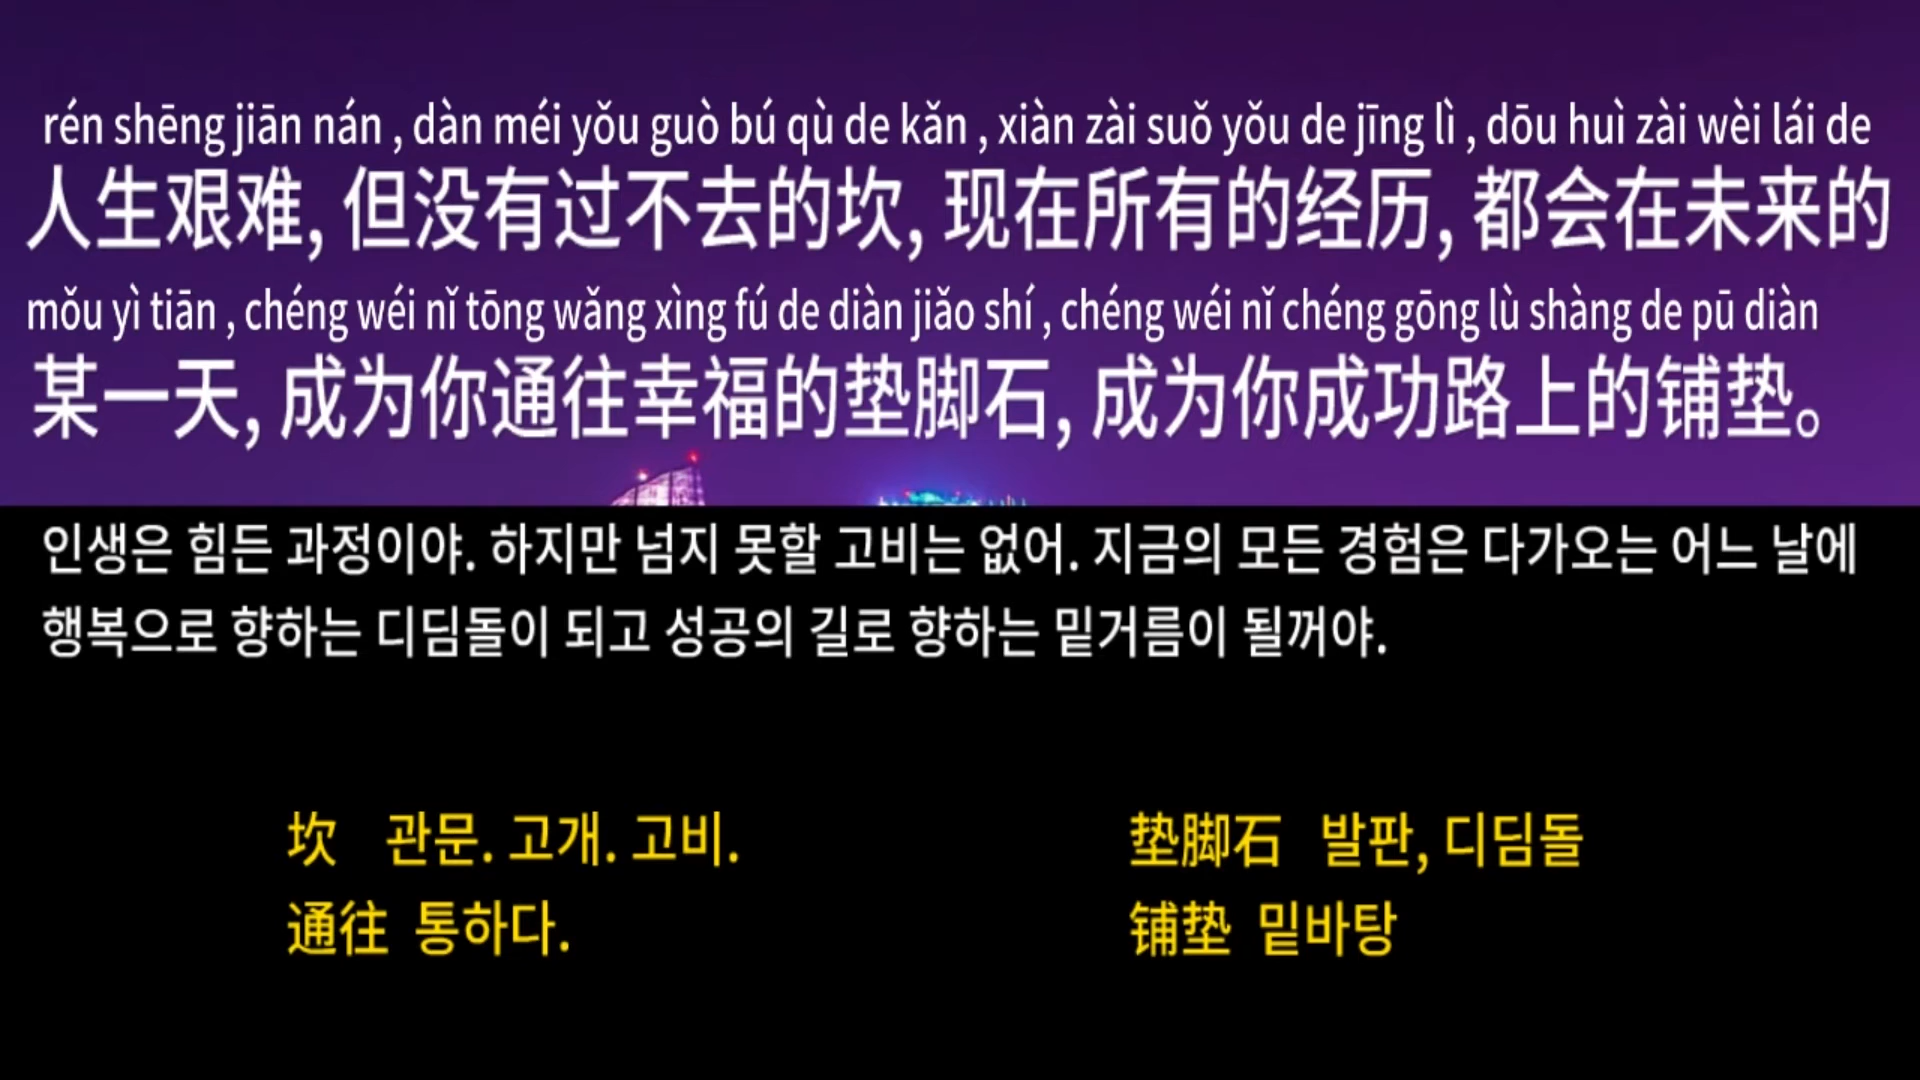 rén shēng jiān nán , dàn méi yǒu guò bú qù de kǎn , xiàn zài suǒ yǒu de jīng lì , dōu huì zài wèi lái de
人生艰难, 但没有过不去的坎, 现在所有的经历, 都会在未来的
mǒu yì tiān , chéng wéi nǐ tōng wǎng xìng fú de diàn jiǎo shí , chéng wéi nǐ chéng gōng lù shàng de pū diàn
某一天, 成为你通往幸福的垫脚石, 成为你成功路上的铺垫。
인생은 힘든 과정이야. 하지만 넘지 못할 고비는 없어. 지금의 모든 경험은 다가오는 어느 날에
행복으로 향하는 디딤돌이 되고 성공의 길로 향하는 밑거름이 될꺼야.
坎 관문. 고개. 고비.
通往 통하다.
垫脚石 발판, 디딤돌
铺垫 밑바탕